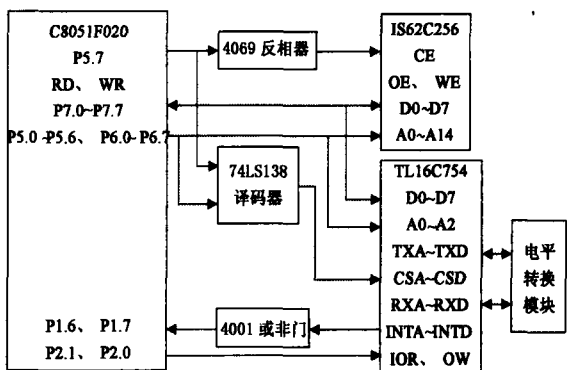 C8051F020
P5.7
RD、 WR
P7.0~P7.7
P5.0~P5.6、 P6.0~P6.7
P1.6、 P1.7
P2.1、 P2.0
4069 反相器
74LS138
译码器
4001 或非门
IS62C256
CE
OE、 WE
D0~D7
A0~A14
TL16C754
D0~D7
A0~A2
TXA~TXD
CSA~CSD
RXA~RXD
INTA~INTD
IOR、 OW
电平
转换
模块